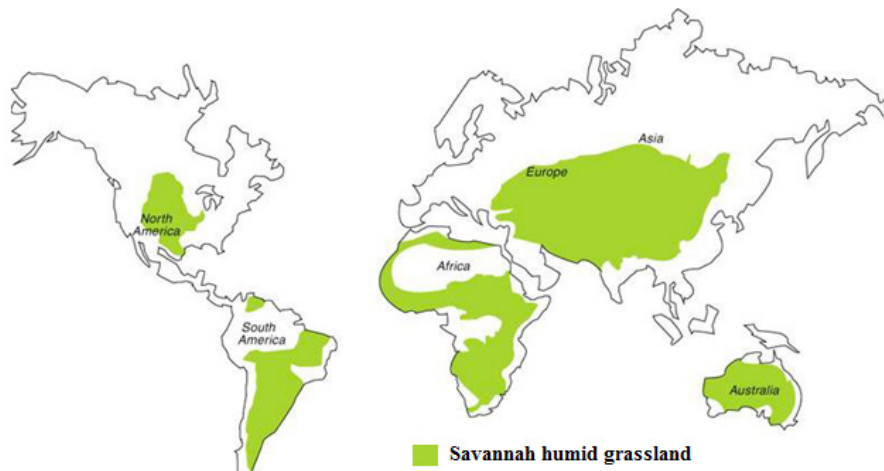 Asia
Europe
North
America
Africa
South
America
Australia
Savannah humid grassland